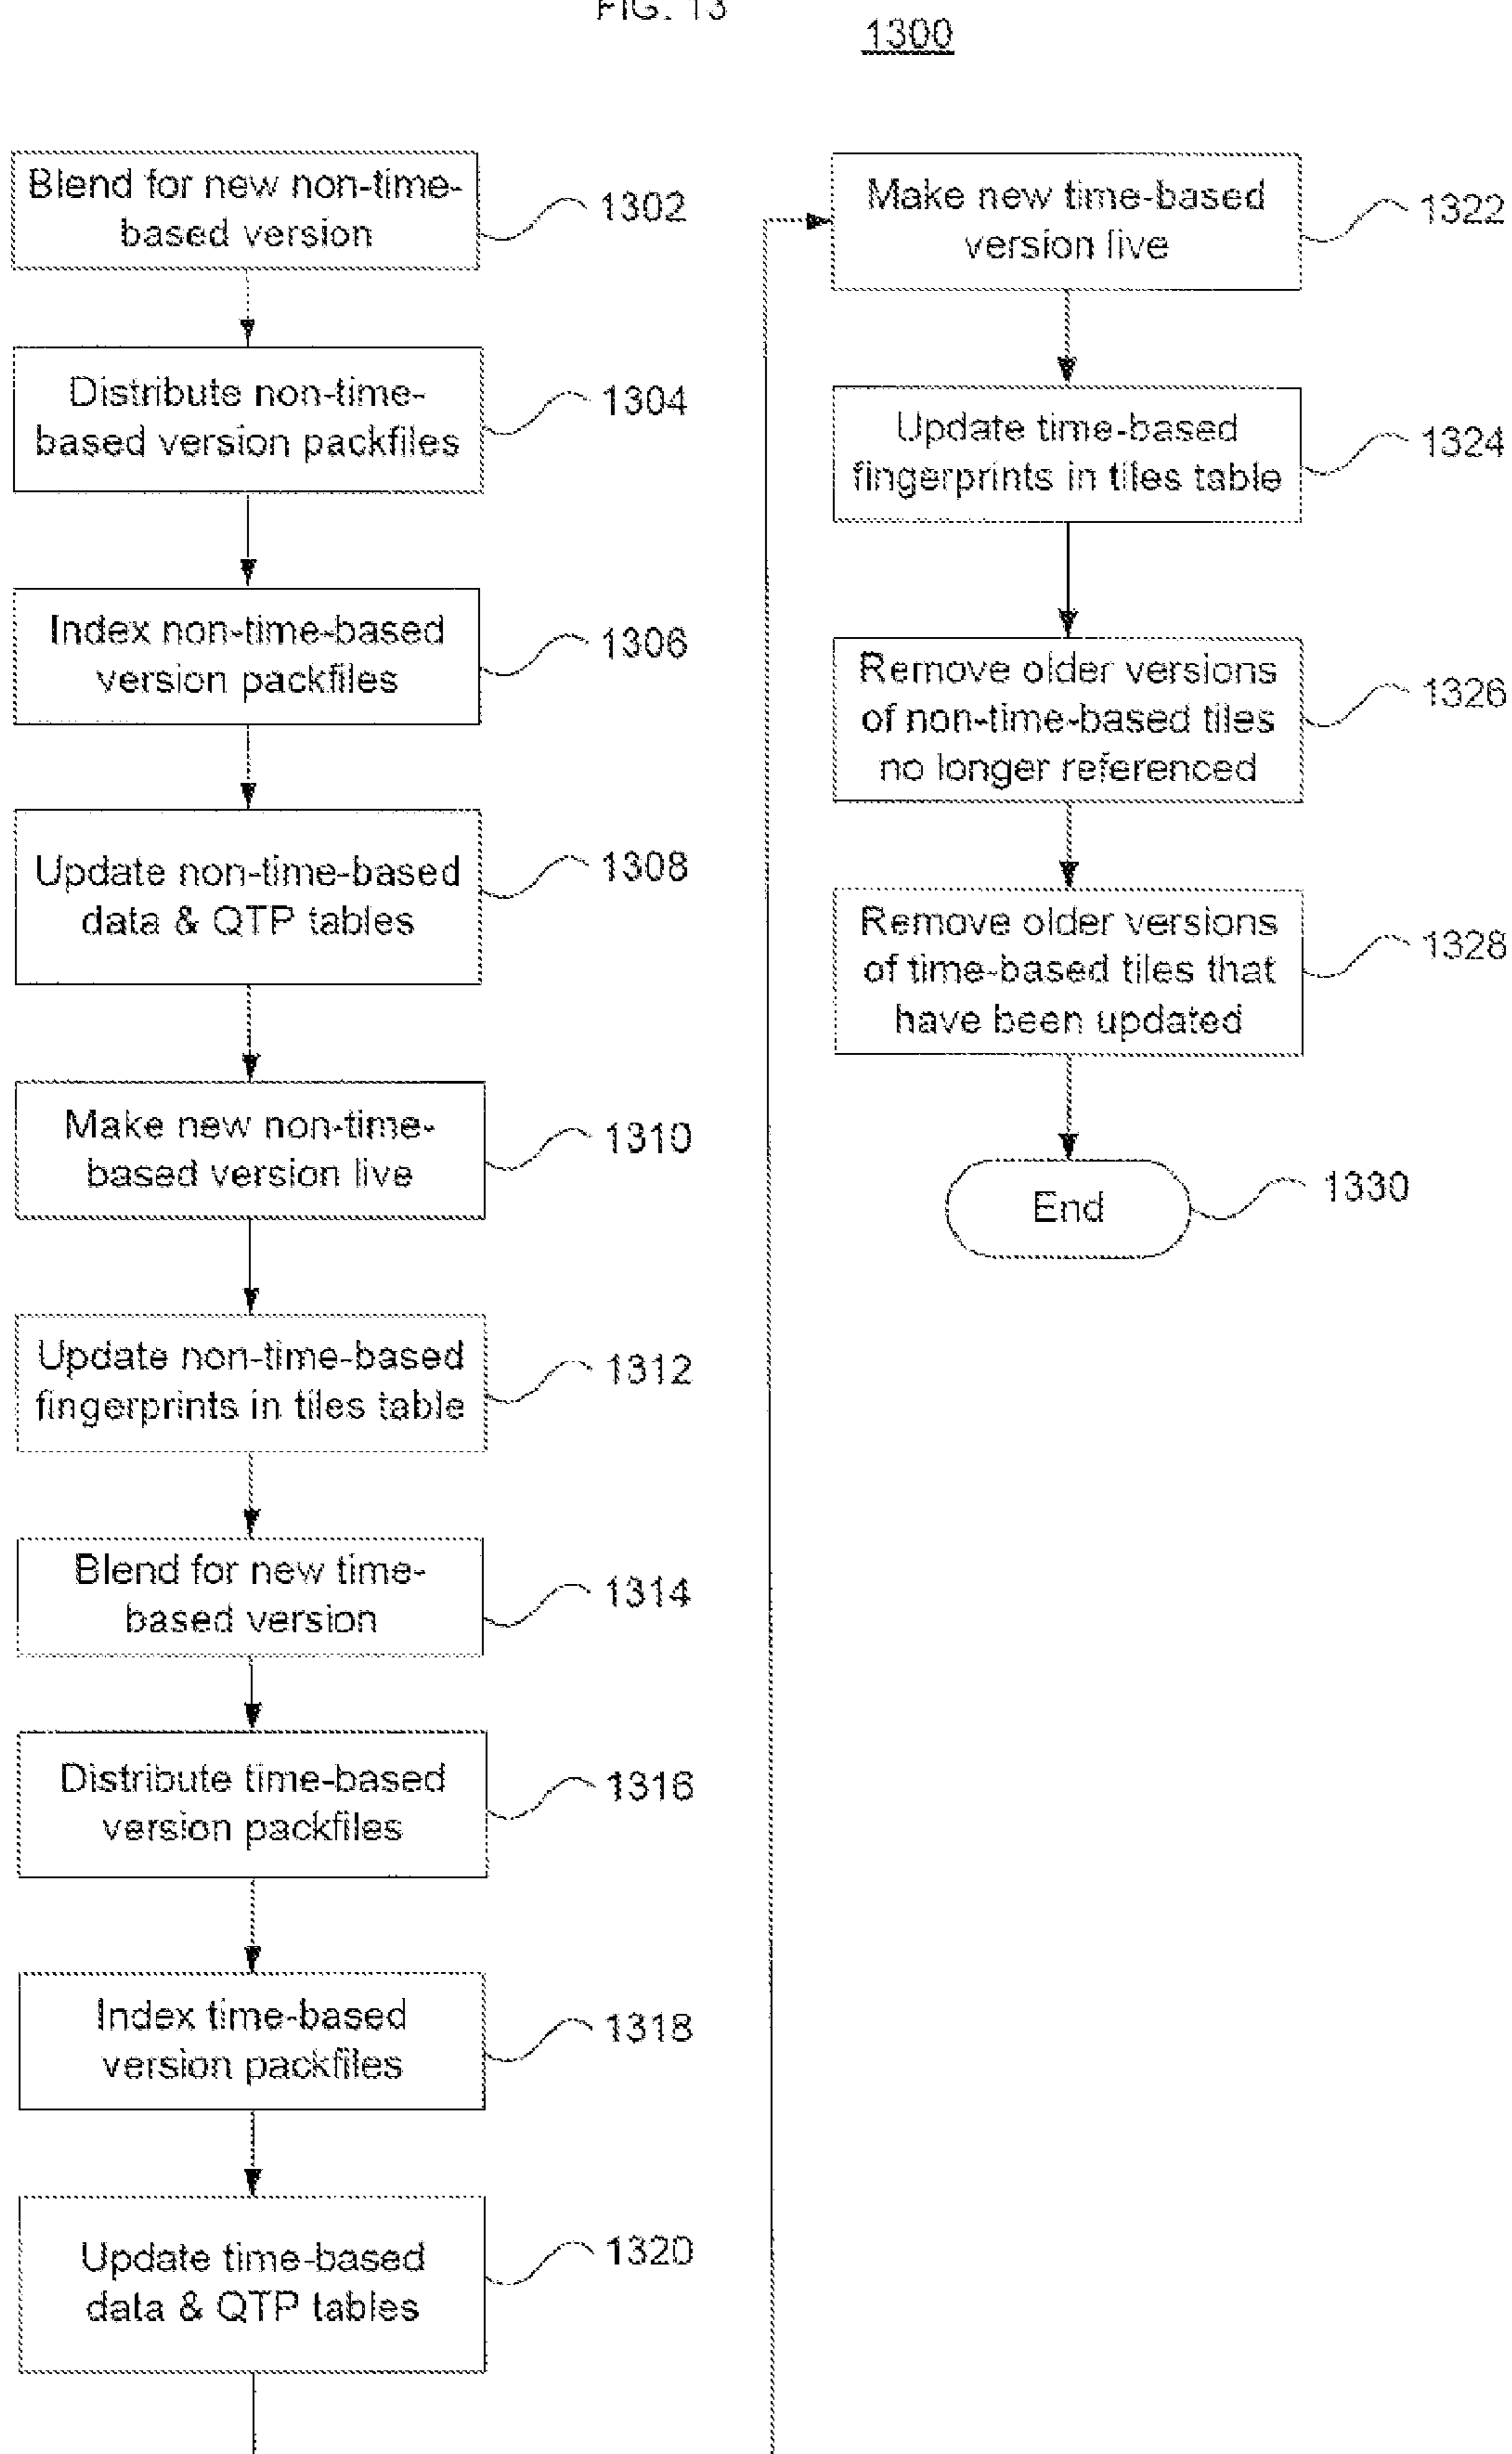 FIG. 13
1300
Blend for new non-time-
based version
1302
Distribute non-time-
based version packfiles
1304
Index non-time-based
version packfiles
1306
Update non-time-based
data & QTP tables
1308
Make new non-time-
based version live
1310
Update non-time-based
fingerprints in tiles table
1312
Blend for new time-
based version
1314
Distribute time-based
version packfiles
1316
Index time-based
version packfiles
1318
Update time-based
data & QTP tables
1320
Make new time-based
version live
1322
Update time-based
fingerprints in tiles table
1324
Remove older versions
of non-time-based tiles
no longer referenced
1326
Remove older versions
of time-based tiles that
have been updated
1328
End
1330